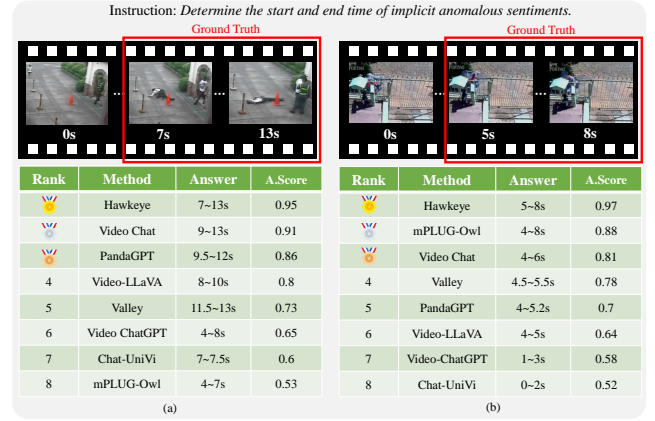 Instruction: Determine the start and end time of implicit anomalous sentiments.
Ground Truth
0s ... 7s ... 13s
Rank Method Answer A.Score
Hawkeye 7~13s 0.95
Video Chat 9~13s 0.91
PandaGPT 9.5~12s 0.86
4 Video-LLaVA 8~10s 0.8
5 Valley 11.5~13s 0.73
6 Video ChatGPT 4~8s 0.65
7 Chat-UniVi 7~7.5s 0.6
8 mPLUG-Owl 4~7s 0.53
(a)
Ground Truth
0s ... 5s ... 8s
Rank Method Answer A.Score
Hawkeye 5~8s 0.97
mPLUG-Owl 4~8s 0.88
Video Chat 4~6s 0.81
4 Valley 4.5~5.5s 0.78
5 PandaGPT 4~5.2s 0.7
6 Video-LLaVA 4~5s 0.64
7 Video-ChatGPT 1~3s 0.58
8 Chat-UniVi 0~2s 0.52
(b)